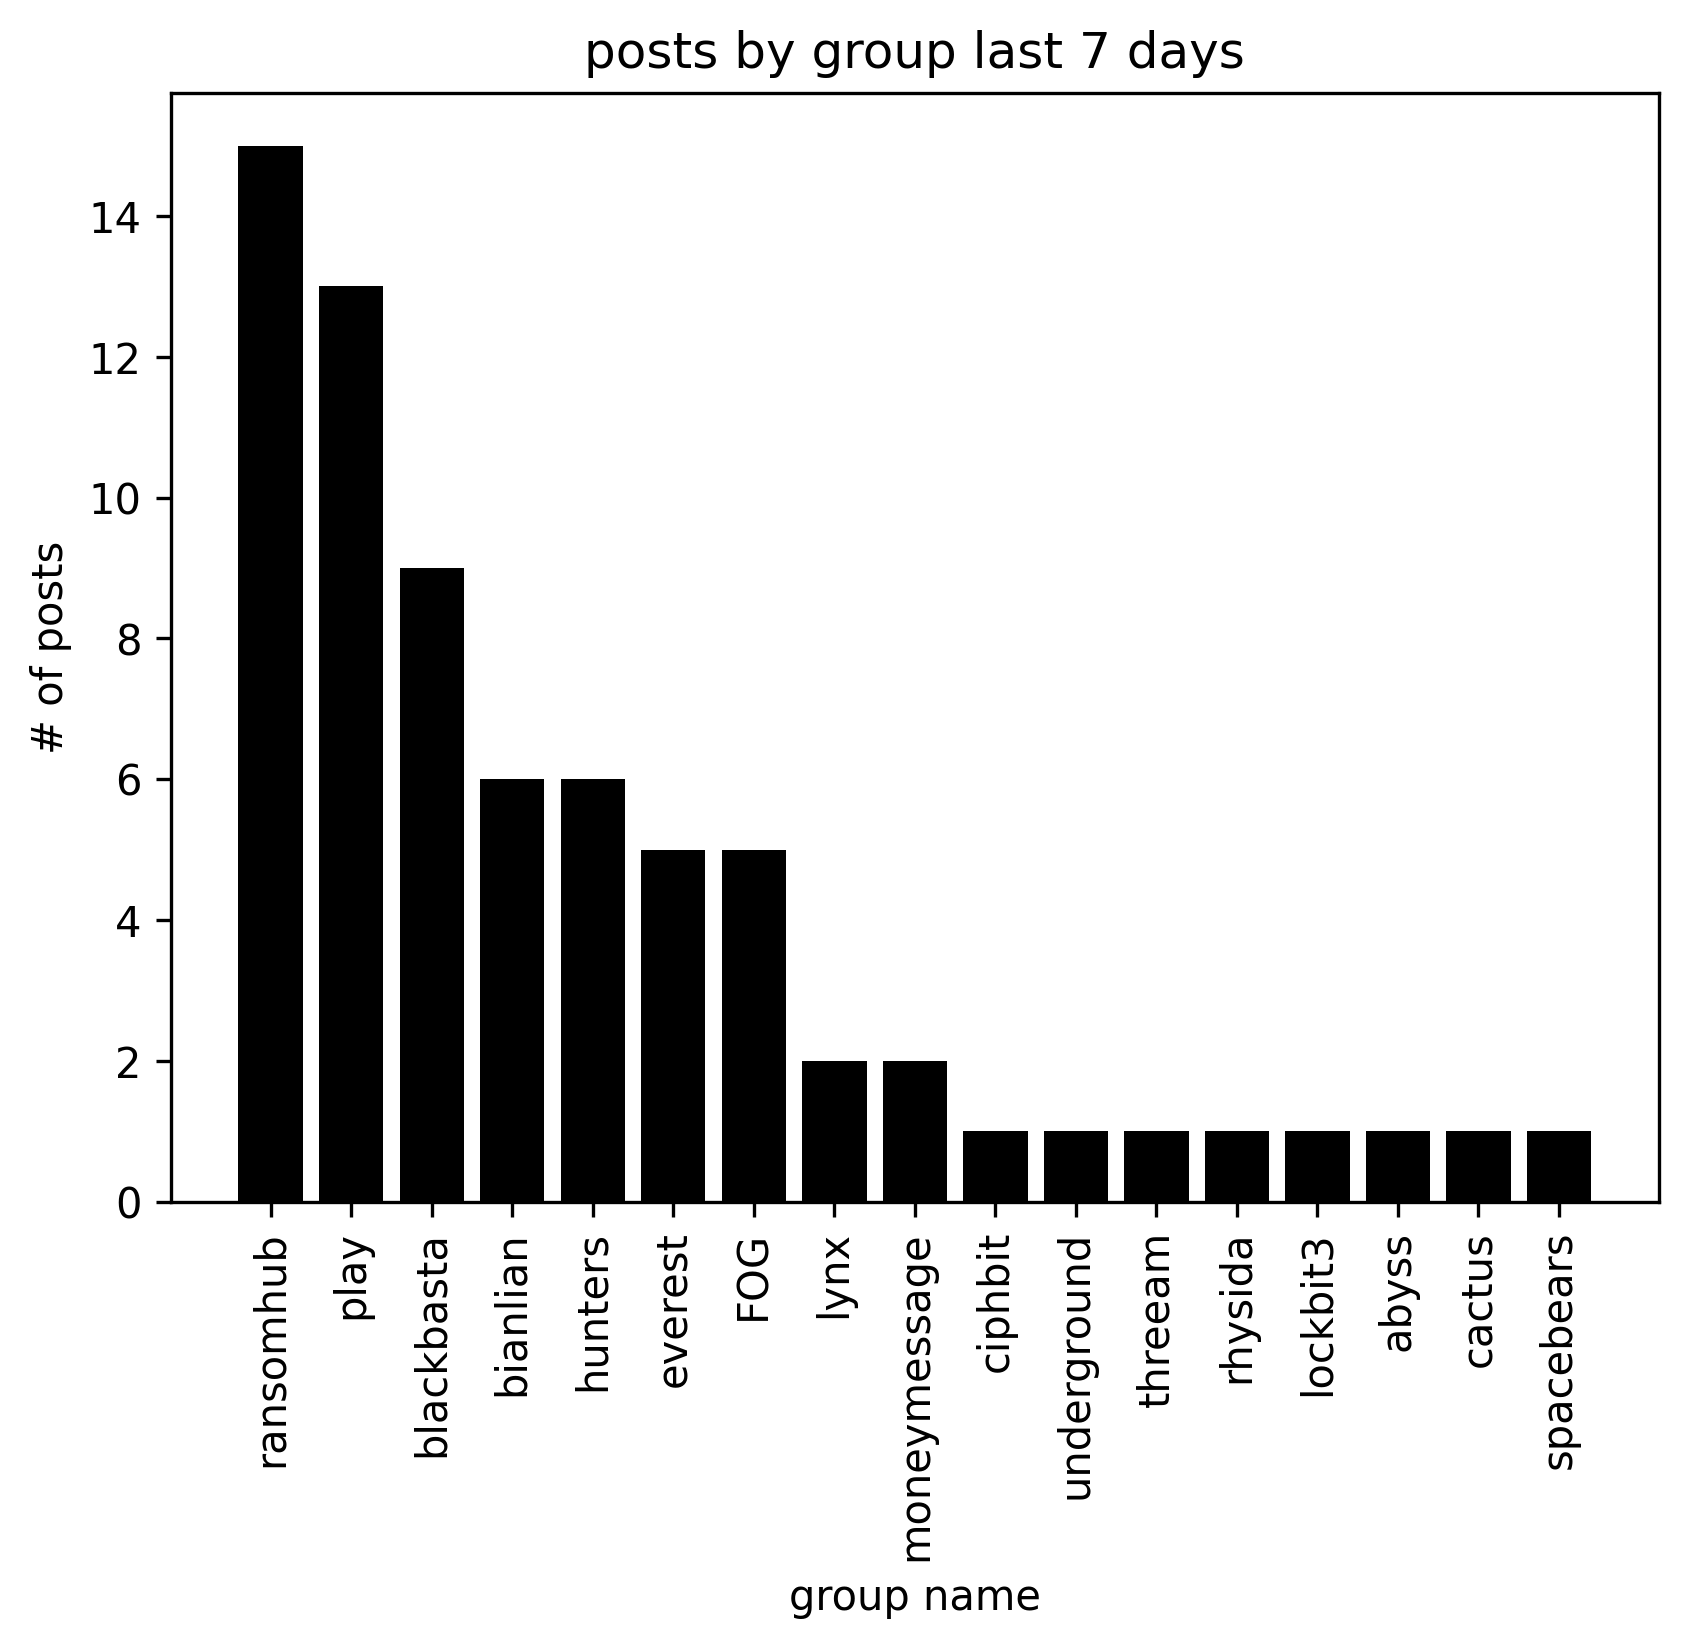 posts by group last 7 days
# of posts
14
12
10
8
6
4
2
0
ransomhub
play
blackbasta
bianlian
hunters
everest
FOG
lynx
moneymessage
ciphbit
underground
threeam
rhysida
lockbit3
abyss
cactus
spacebears
group name